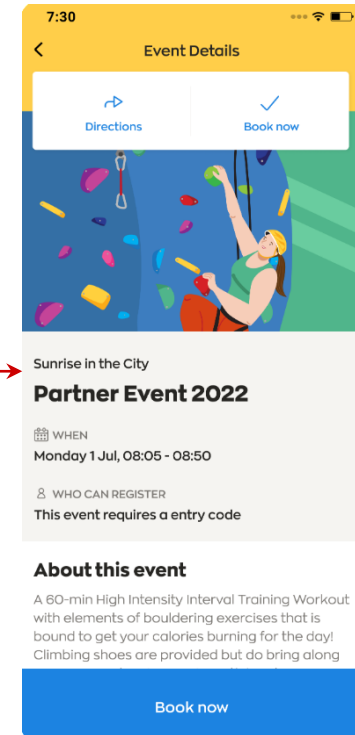 7:30
Event Details
Directions
Book now
Sunrise in the City
Partner Event 2022
WHEN
Monday 1 Jul, 08:05 - 08:50
WHO CAN REGISTER
This event requires a entry code
About this event
A 60-min High Intensity Interval Training Workout
with elements of bouldering exercises that is
bound to get your calories burning for the day!
Climbing shoes are provided but do bring along
Book now